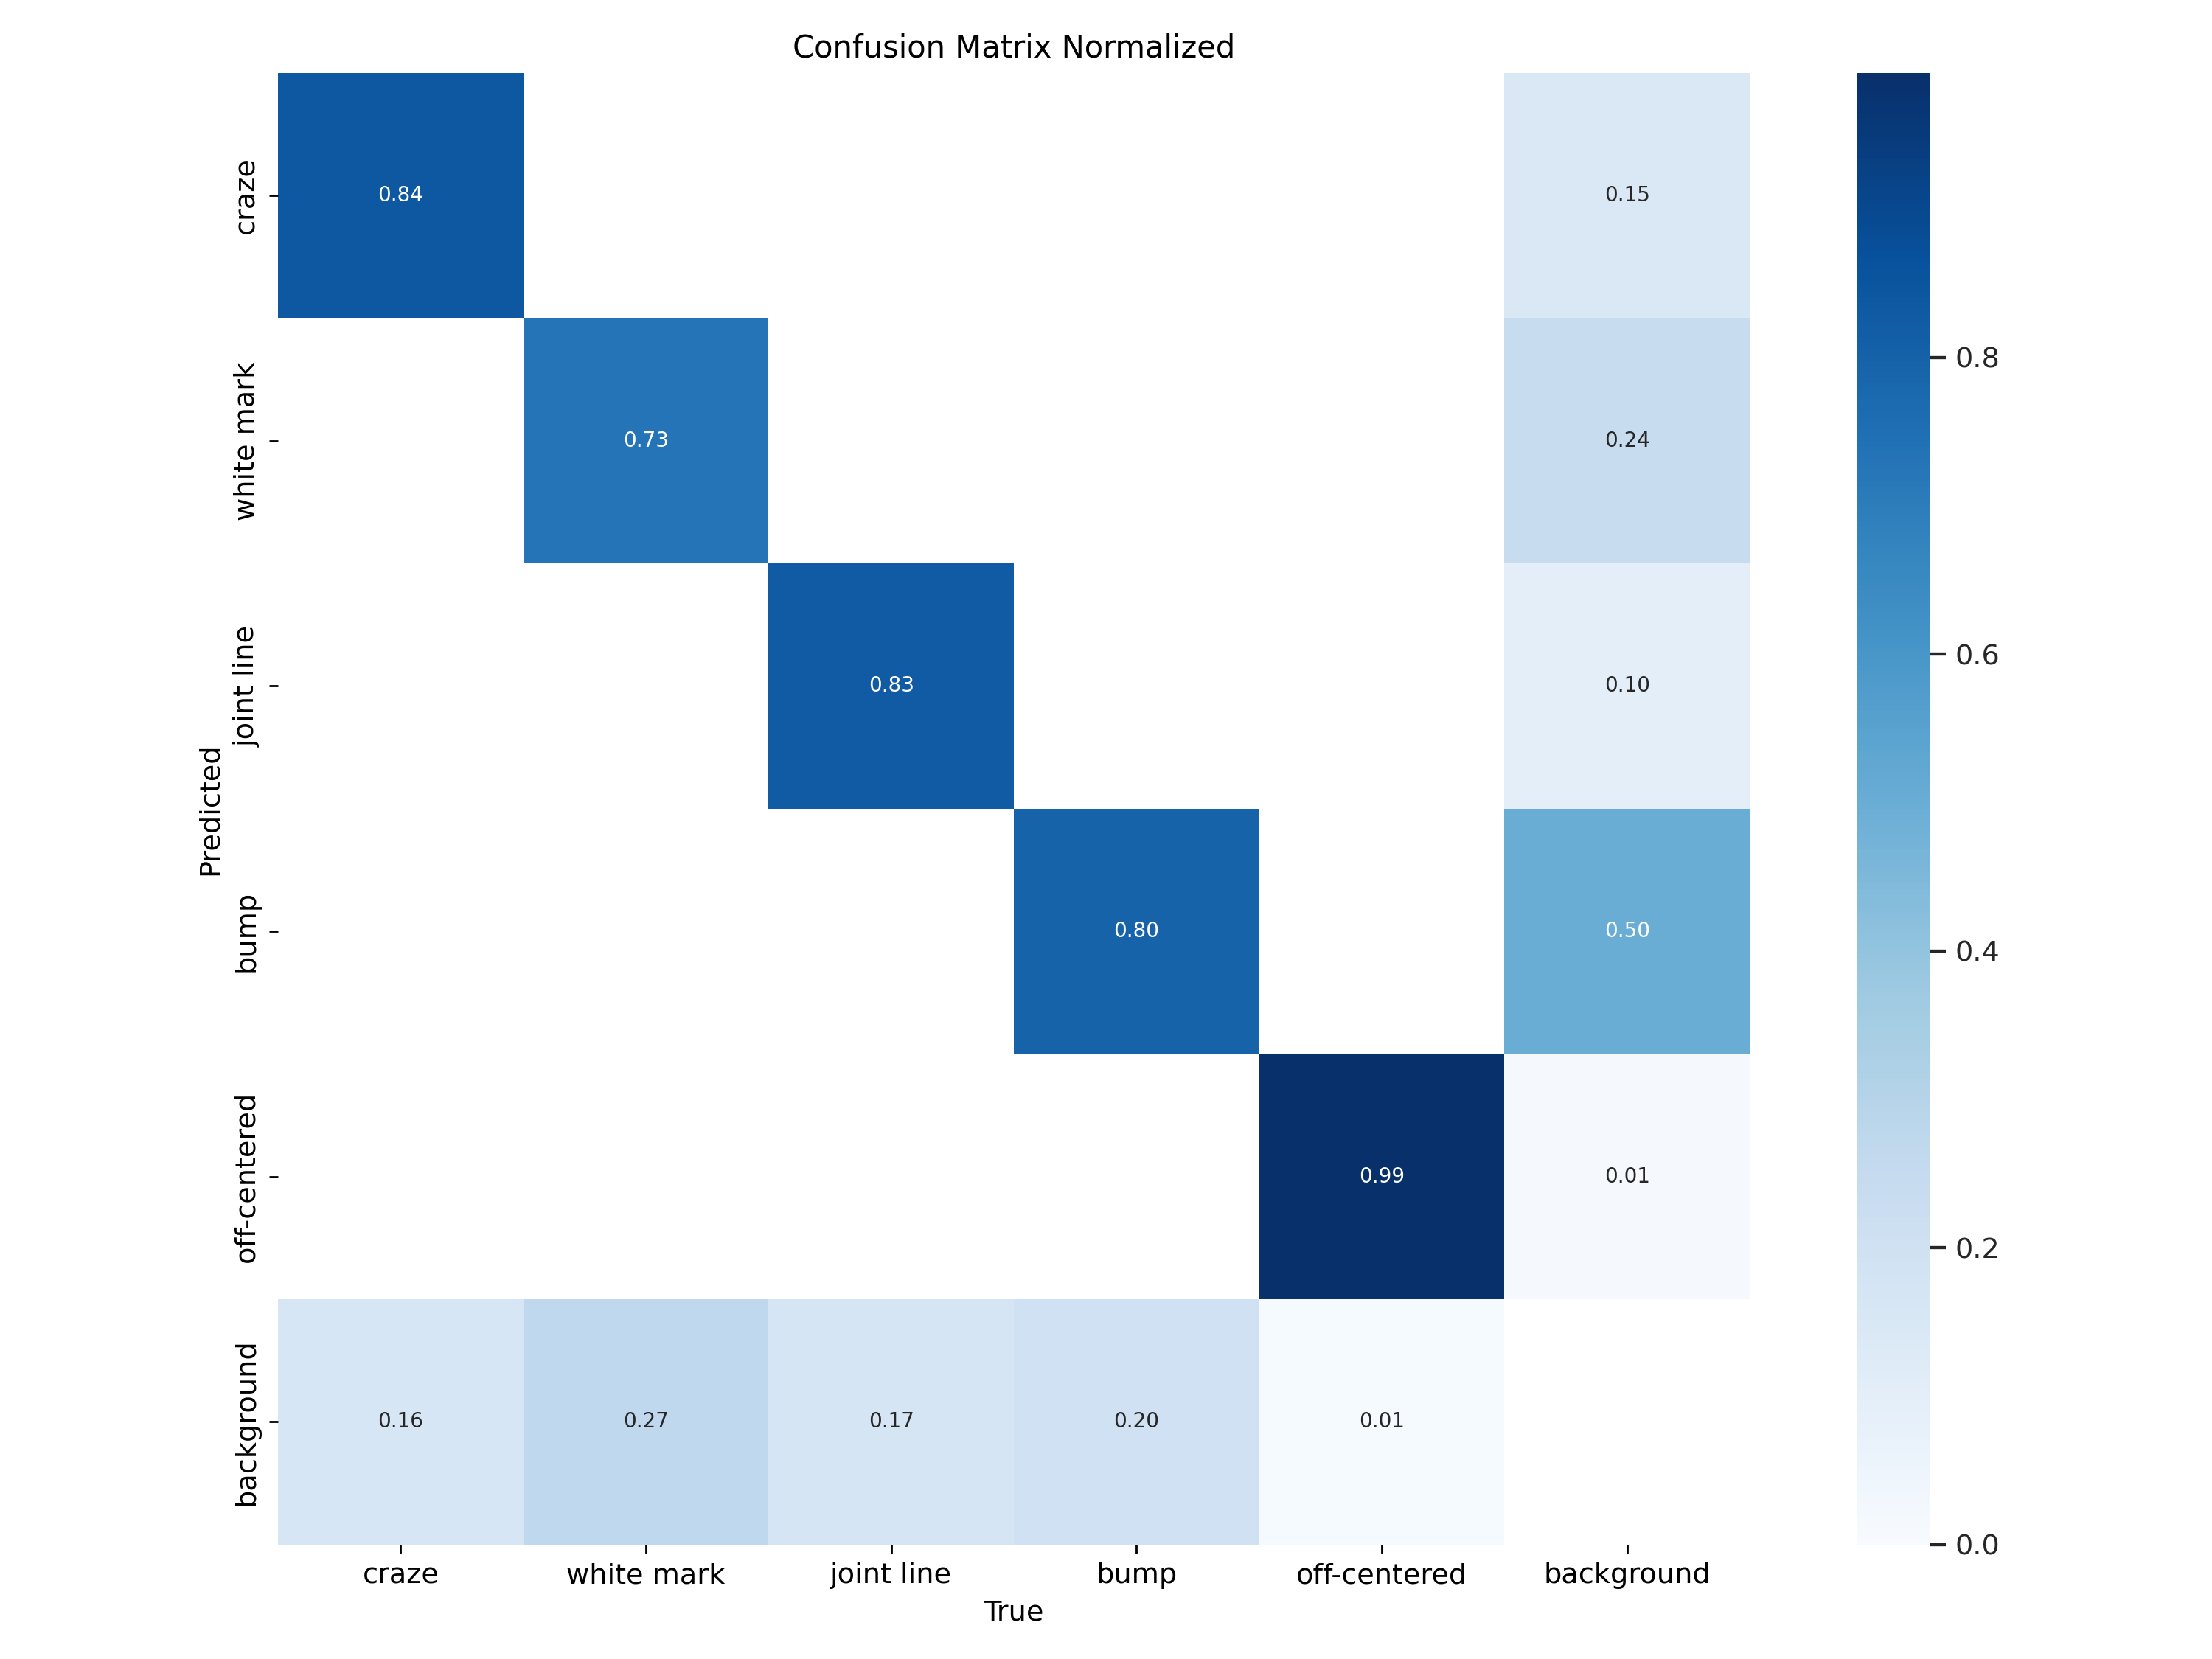 Confusion Matrix Normalized
craze
0.84
0.15
white mark
0.73
0.24
0.8
joint line
0.83
0.10
0.6
Predicted
bump
0.80
0.50
0.4
off-centered
0.99
0.01
0.2
background
0.16
0.27
0.17
0.20
0.01
0.0
craze
white mark
joint line
bump
off-centered
background
True